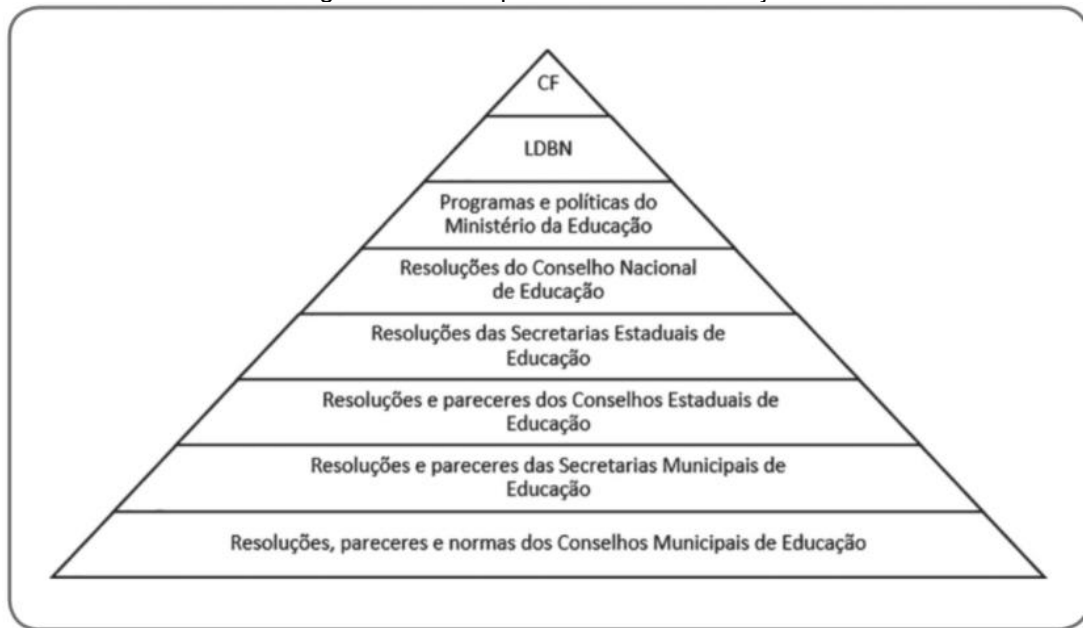 CF
LDBN
Programas e políticas do
Ministério da Educação
Resoluções do Conselho Nacional
de Educação
Resoluções das Secretarias Estaduais de
Educação
Resoluções e pareceres dos Conselhos Estaduais de
Educação
Resoluções e pareceres das Secretarias Municipais de
Educação
Resoluções, pareceres e normas dos Conselhos Municipais de Educação